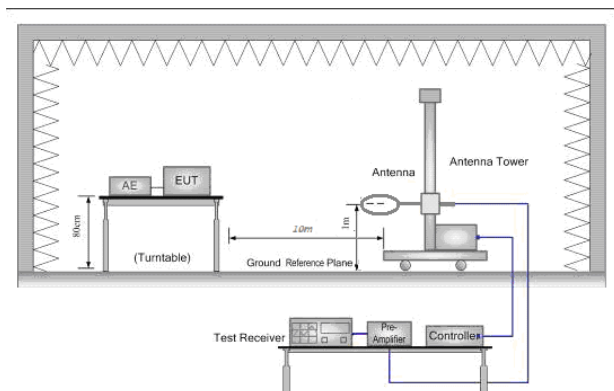 Antenna
Antenna Tower
AE
EUT
80cm
1m
10m
(Turntable)
Ground Reference Plane
Test Receiver
Pre-
Amplifier
Controller